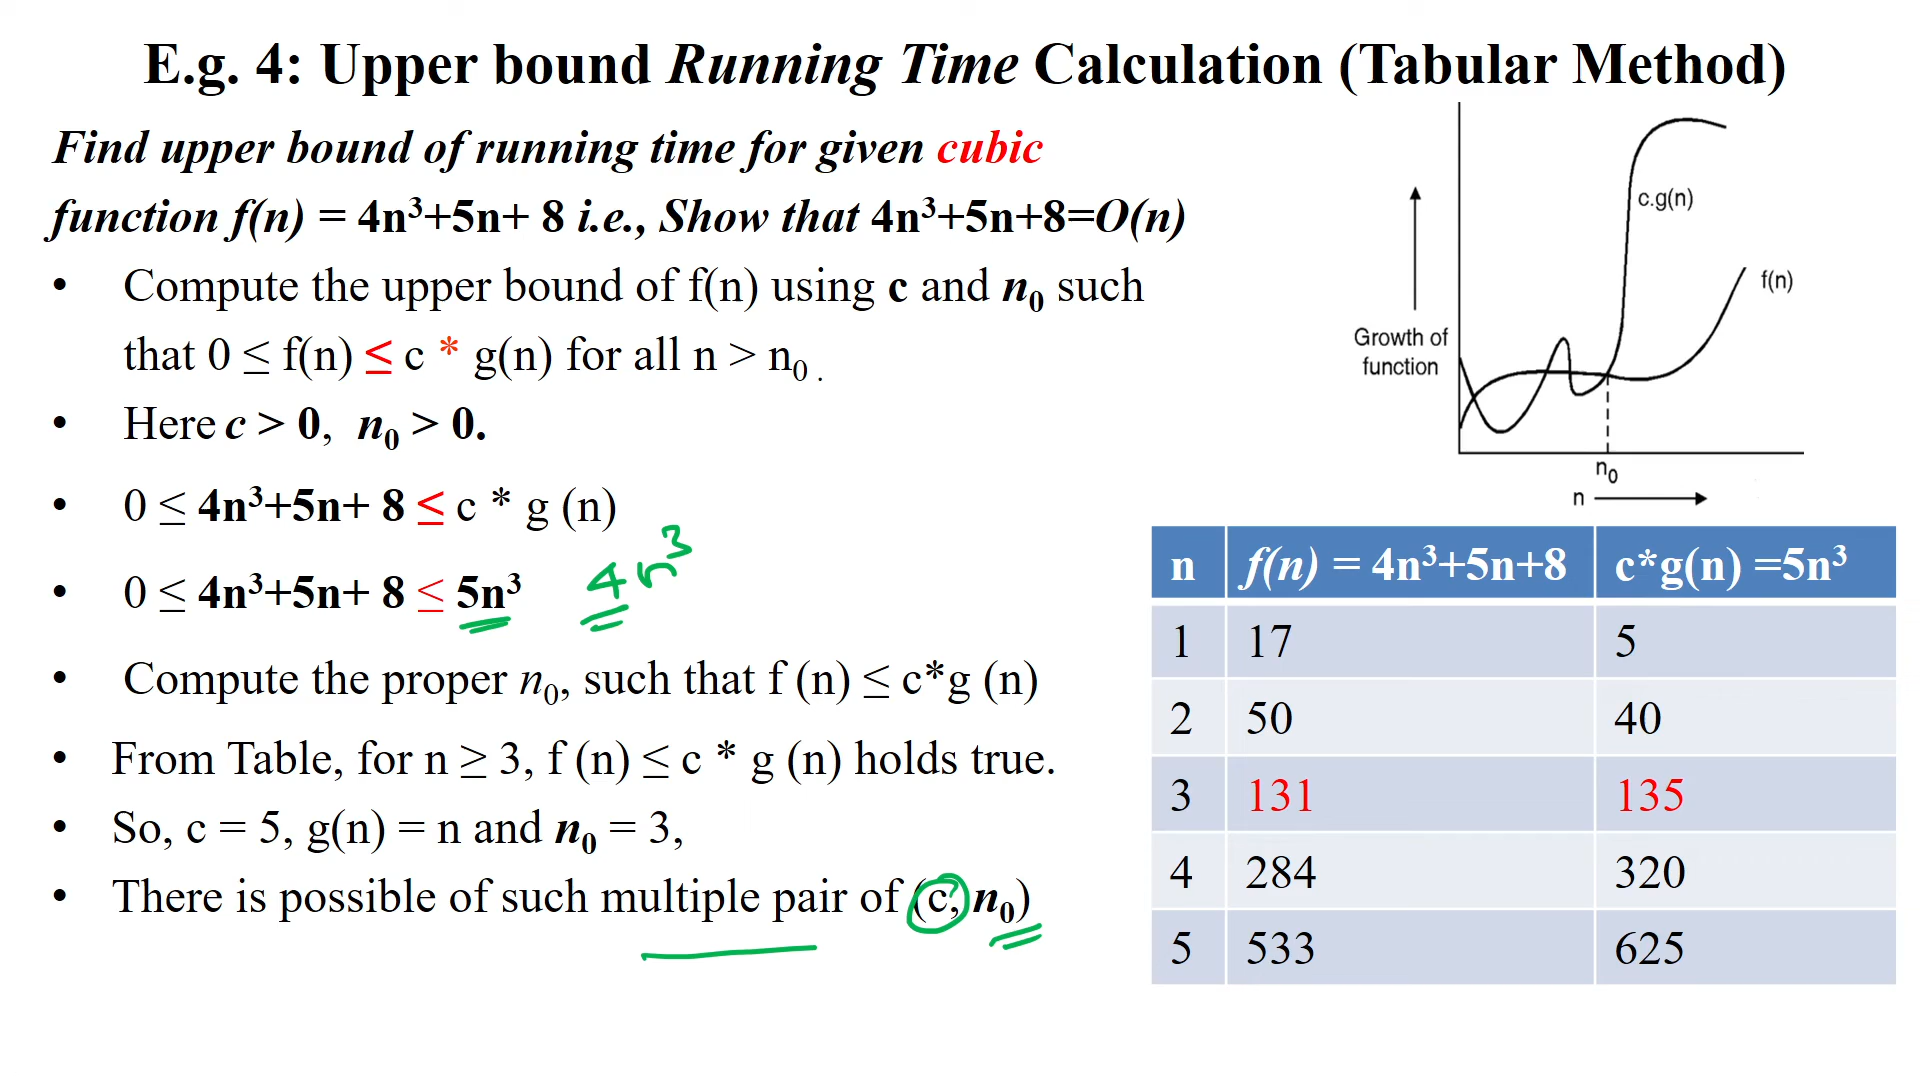 E.g. 4: Upper bound Running Time Calculation (Tabular Method)
Find upper bound of running time for given cubic
function f(n) = 4n³+5n+ 8 i.e., Show that 4n³+5n+8=O(n)
• Compute the upper bound of f(n) using c and n₀ such
that 0 ≤ f(n) ≤ c * g(n) for all n > n₀ .
• Here c > 0, n₀ > 0.
• 0 ≤ 4n³+5n+ 8 ≤ c * g (n)
• 0 ≤ 4n³+5n+ 8 ≤ 5n³ 4n³
• Compute the proper n₀, such that f (n) ≤ c*g (n)
• From Table, for n ≥ 3, f (n) ≤ c * g (n) holds true.
• So, c = 5, g(n) = n and n₀ = 3,
• There is possible of such multiple pair of (c, n₀)
c.g(n)
f(n)
Growth of
function
n₀
n
n f(n) = 4n³+5n+8 c*g(n) =5n³
1 17 5
2 50 40
3 131 135
4 284 320
5 533 625